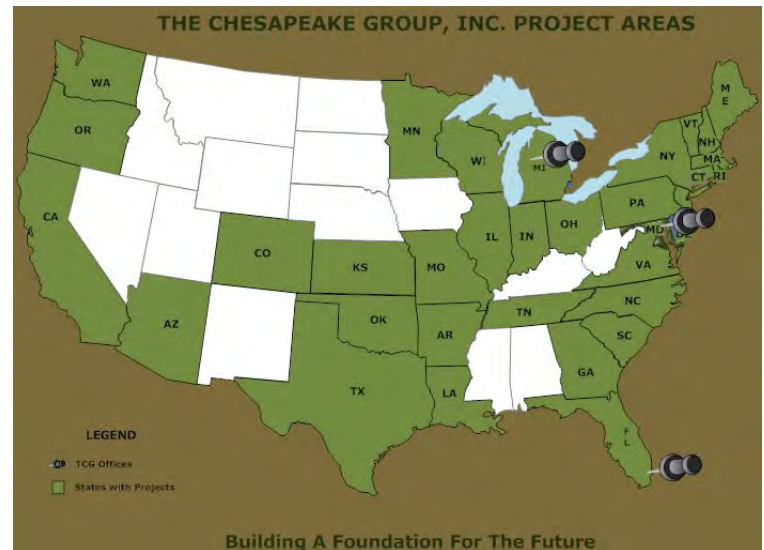 THE CHESAPEAKE GROUP, INC. PROJECT AREAS
WA
OR
CA
AZ
CO
KS
OK
TX
MN
WI
MI
IL
IN
OH
MO
AR
LA
TN
NC
SC
GA
FL
VA
MD
DE
PA
NY
VT
NH
ME
MA
CT
RI
LEGEND
TCG Offices
States with Projects
Building A Foundation For The Future